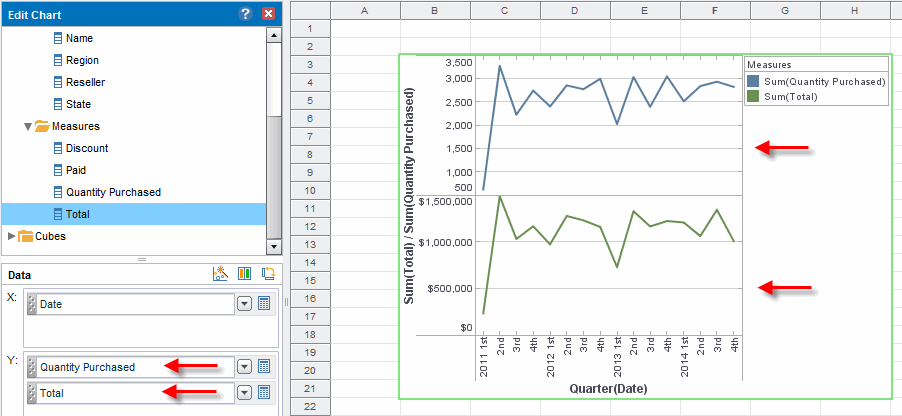 Edit Chart
?
Name
Region
Reseller
State
Measures
Discount
Paid
Quantity Purchased
Total
Cubes
Data
X:
Date
Y:
Quantity Purchased
Total
A B C D E F G H
1
2
3
4
5
6
7
8
9
10
11
12
13
14
15
16
17
18
19
20
21
22
Sum(Total) / Sum(Quantity Purchased)
3,500
3,000
2,500
2,000
1,500
1,000
500
$1,500,000
$1,000,000
$500,000
$0
2011 1st
2nd
3rd
4th
2012 1st
2nd
3rd
4th
2013 1st
2nd
3rd
4th
2014 1st
2nd
3rd
4th
Quarter(Date)
Measures
Sum(Quantity Purchased)
Sum(Total)